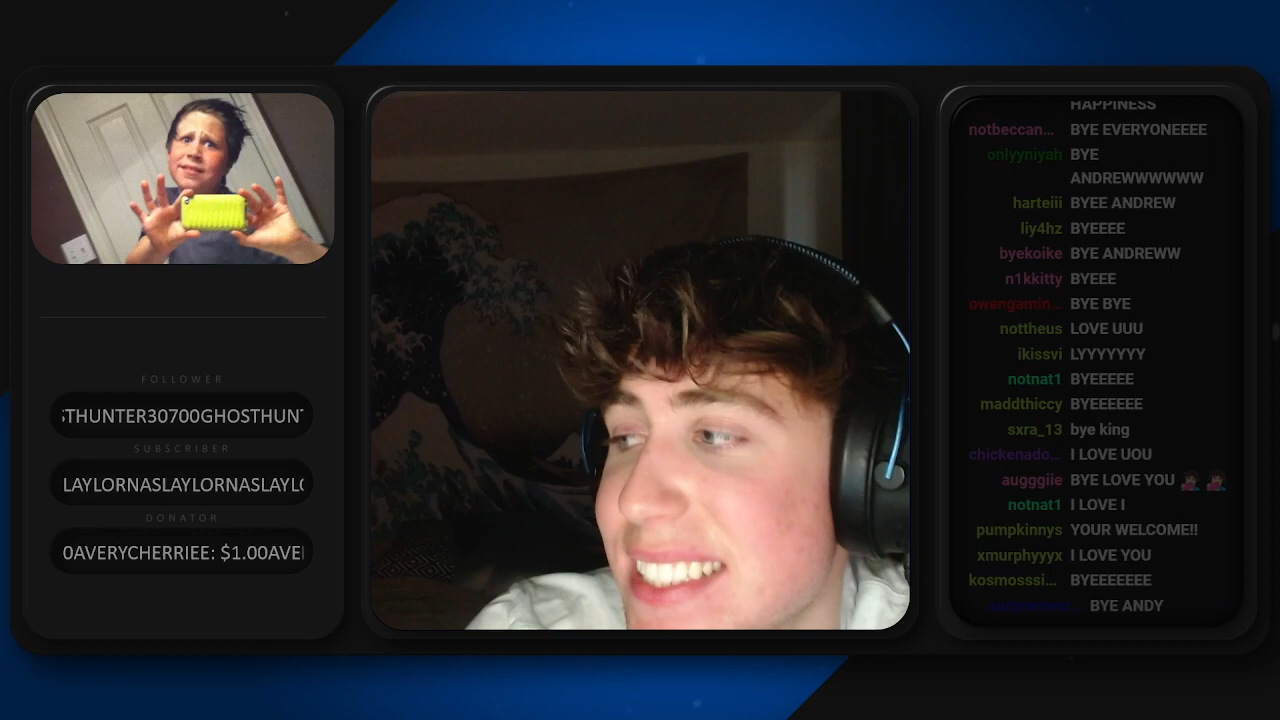 FOLLOWER
THUNTER30700GHOSTHUN
SUBSCRIBER
LAYLORNASLAYLORNASLAYL
DONATOR
0AVERYCHERRIEE: $1.00AVE
HAPPINESS
notbeccan... BYE EVERYONEEEE
onlyyniyah BYE
ANDREWWWWWW
harteiii BYEE ANDREW
liy4hz BYEEEE
byekoike BYE ANDREWW
n1kkitty BYEEE
owengamin... BYE BYE
nottheus LOVE UUU
ikissvi LYYYYYYY
notnat1 BYEEEEE
maddthiccy BYEEEEEE
sxra_13 bye king
chickenado... I LOVE UOU
augggiie BYE LOVE YOU
notnat1 I LOVE I
pumpkinnys YOUR WELCOME!!
xmurphyyyx I LOVE YOU
kosmosssi... BYEEEEEEE
BYE ANDY